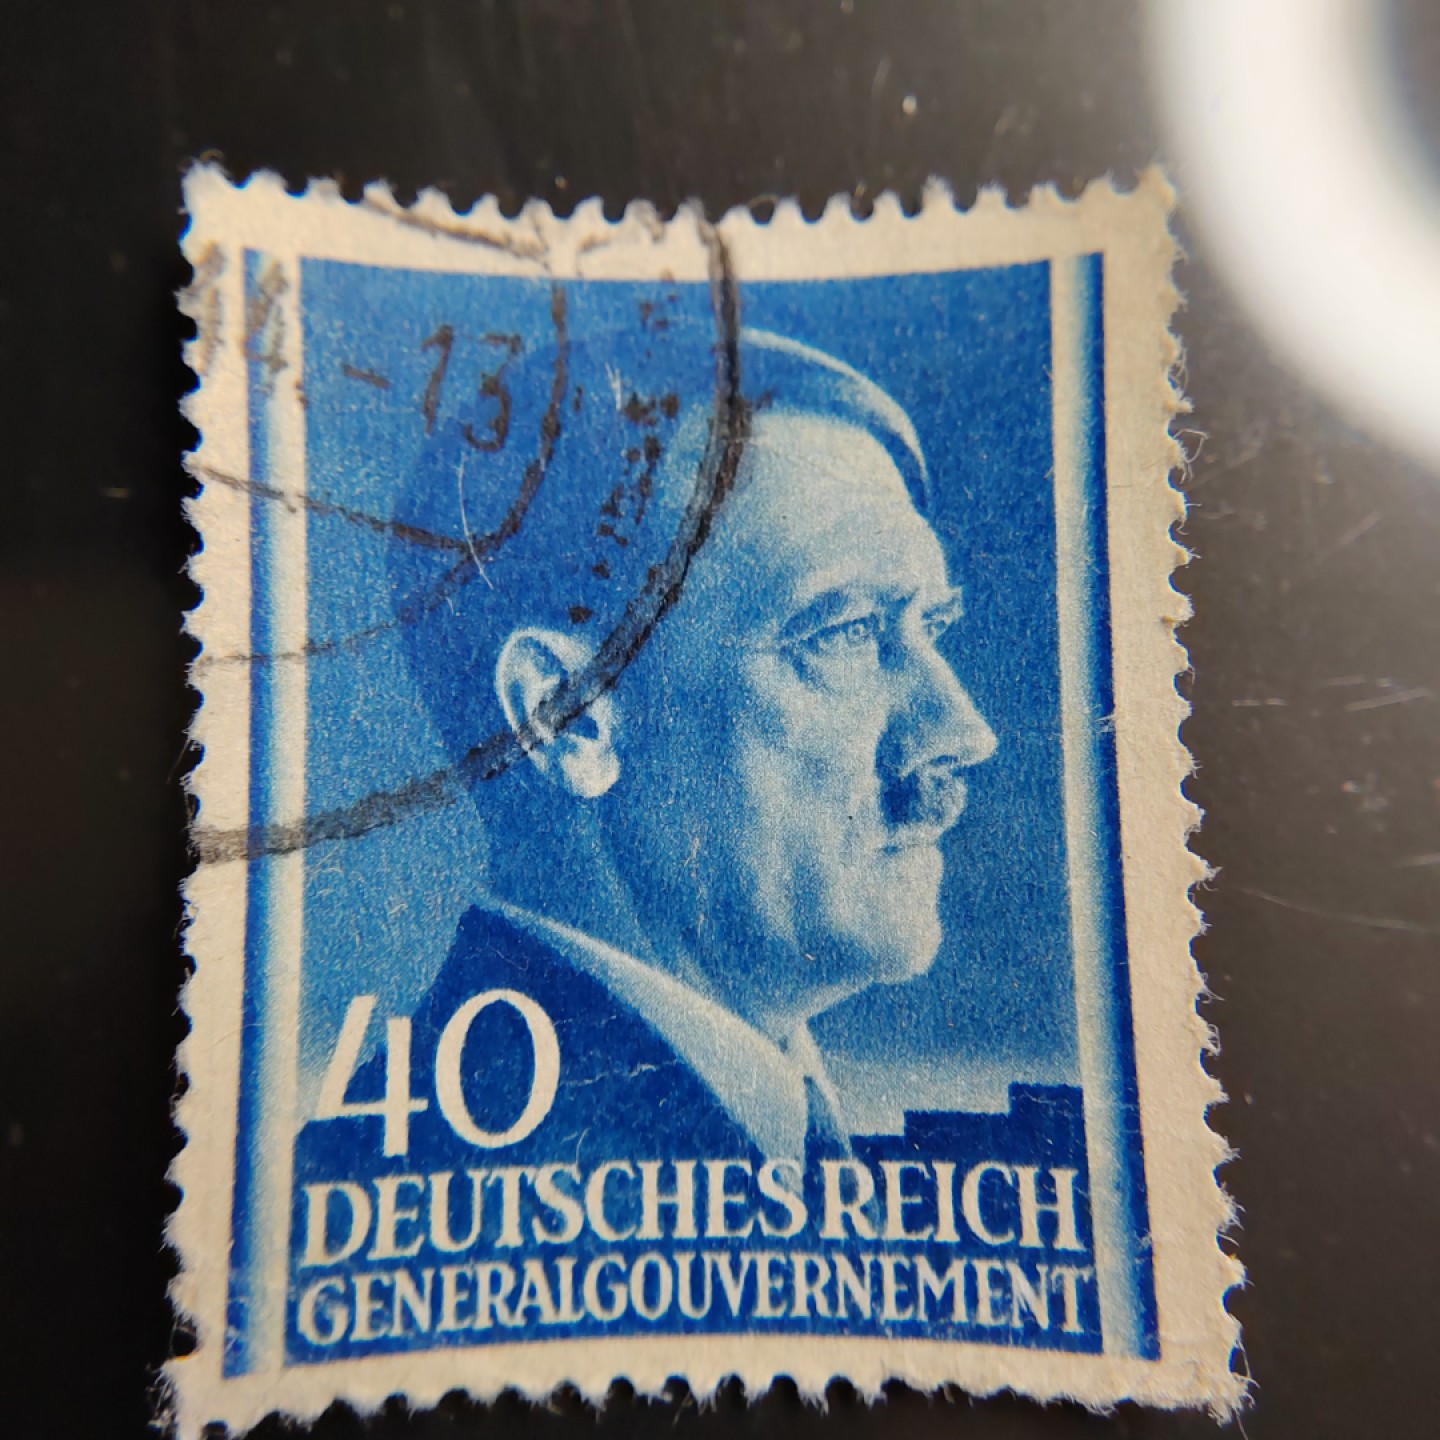 -13
40
DEUTSCHES REICH
GENERALGOUVERNEMENT